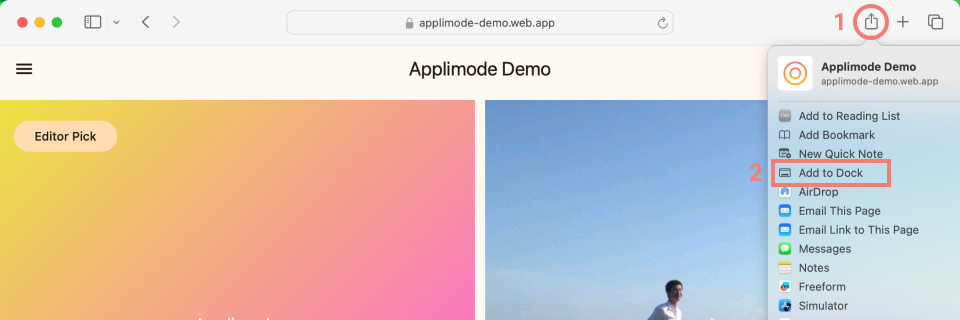 applimode-demo.web.app
1
Applimode Demo
Editor Pick
Applimode Demo
applimode-demo.web.app
Add to Reading List
Add Bookmark
New Quick Note
2
Add to Dock
AirDrop
Email This Page
Email Link to This Page
Messages
Notes
Freeform
Simulator